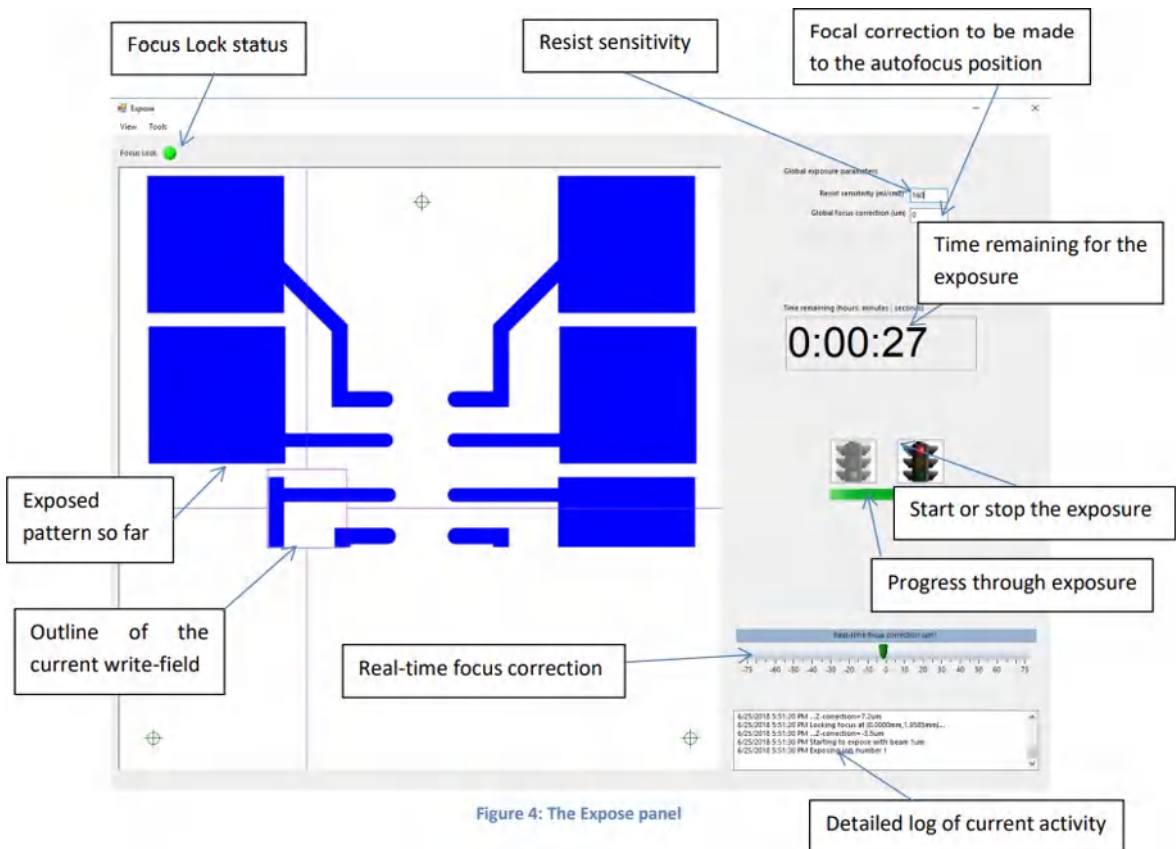 Focus Lock status
Resist sensitivity
Focal correction to be made
to the autofocus position
Expose
View Tools
Focus Lock
Global exposure parameters
Resist sensitivity (mJ/cm2) 160
Global focus correction (um) 0
Time remaining for the
exposure
Time remaining (hours: minutes : seconds)
0:00:27
Exposed
pattern so far
Start or stop the exposure
Progress through exposure
Outline of the
current write-field
Real-time focus correction
Real-time focus correction (um)
-75 -60 -50 -40 -30 -20 -10 0 10 20 30 40 50 60 75
6/25/2018 5:51:20 PM ...Z-correction=7.2um
6/25/2018 5:51:20 PM Locking focus at (0.0000mm,1.0585mm)...
6/25/2018 5:51:30 PM ...Z-correction=-3.5um
6/25/2018 5:51:30 PM Starting to expose with beam 1um
6/25/2018 5:51:30 PM Exposing job number 1
Figure 4: The Expose panel
Detailed log of current activity